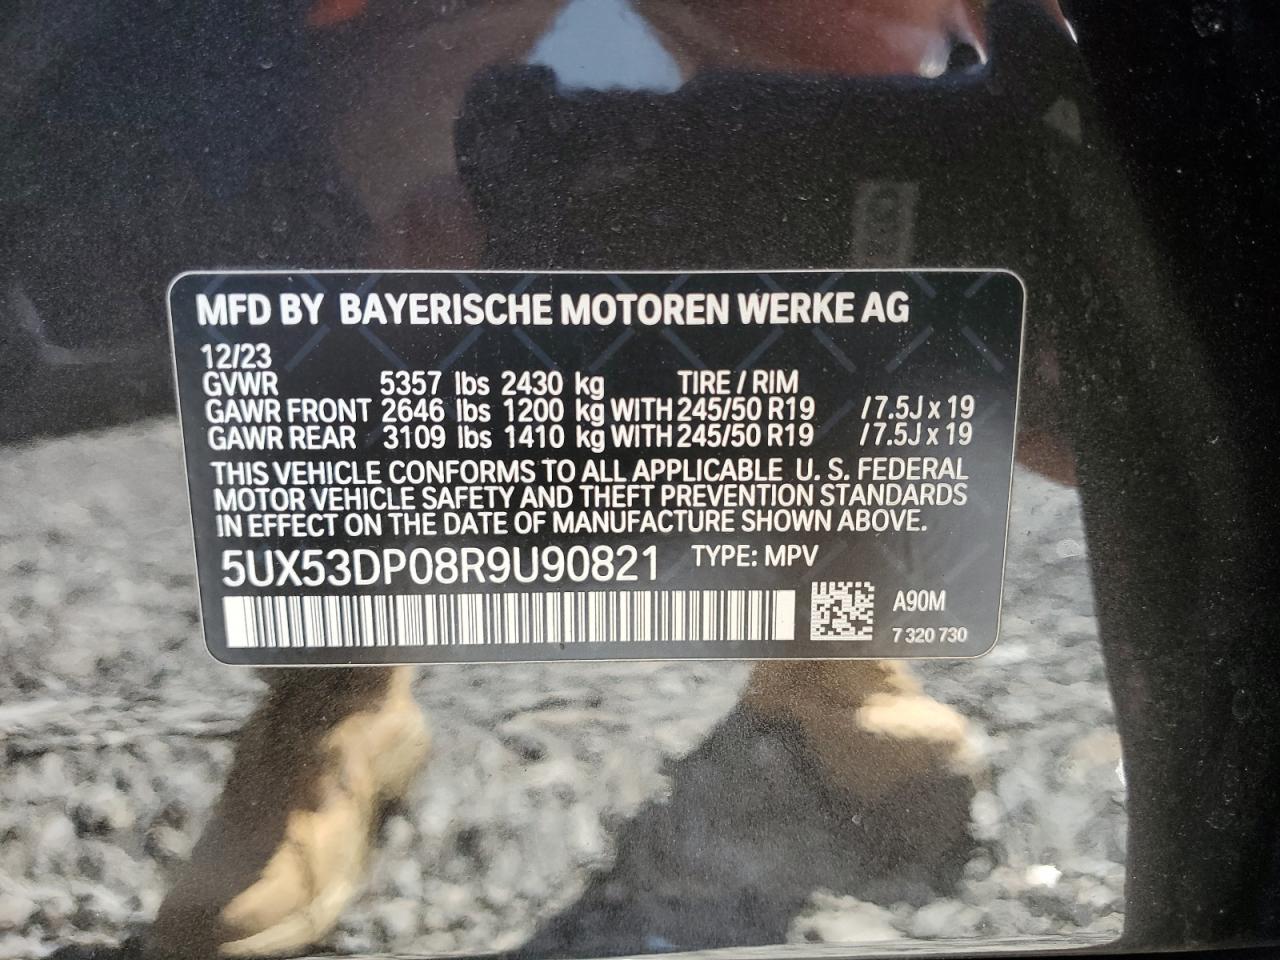 MFD BY BAYERISCHE MOTOREN WERKE AG
12/23
GVWR 5357 lbs 2430 kg TIRE / RIM
GAWR FRONT 2646 lbs 1200 kg WITH 245/50 R19 /7.5J x 19
GAWR REAR 3109 lbs 1410 kg WITH 245/50 R19 /7.5J x 19
THIS VEHICLE CONFORMS TO ALL APPLICABLE U. S. FEDERAL
MOTOR VEHICLE SAFETY AND THEFT PREVENTION STANDARDS
IN EFFECT ON THE DATE OF MANUFACTURE SHOWN ABOVE.
5UX53DP08R9U90821 TYPE: MPV
A90M
7 320 730